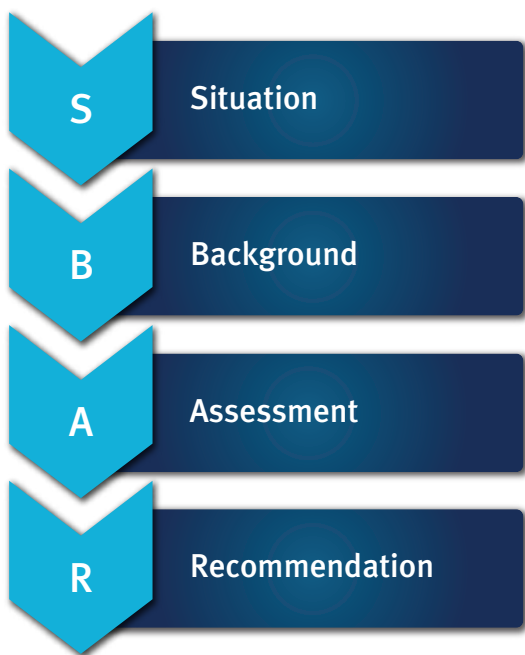 S Situation
B Background
A Assessment
R Recommendation